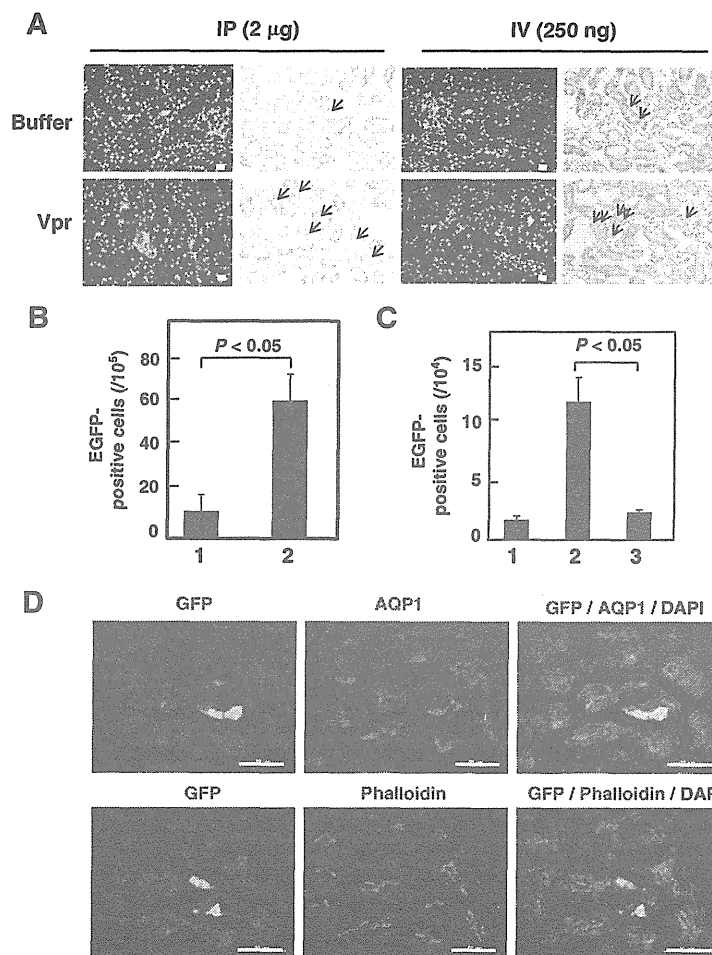 A
IP (2 µg)
IV (250 ng)
Buffer
Vpr
B
P < 0.05
EGFP-
positive cells (/10⁵)
80
60
40
20
0
1
2
C
P < 0.05
EGFP-
positive cells (/10⁴)
15
10
5
0
1
2
3
D
GFP
AQP1
GFP / AQP1 / DAPI
GFP
Phalloidin
GFP / Phalloidin / DAP